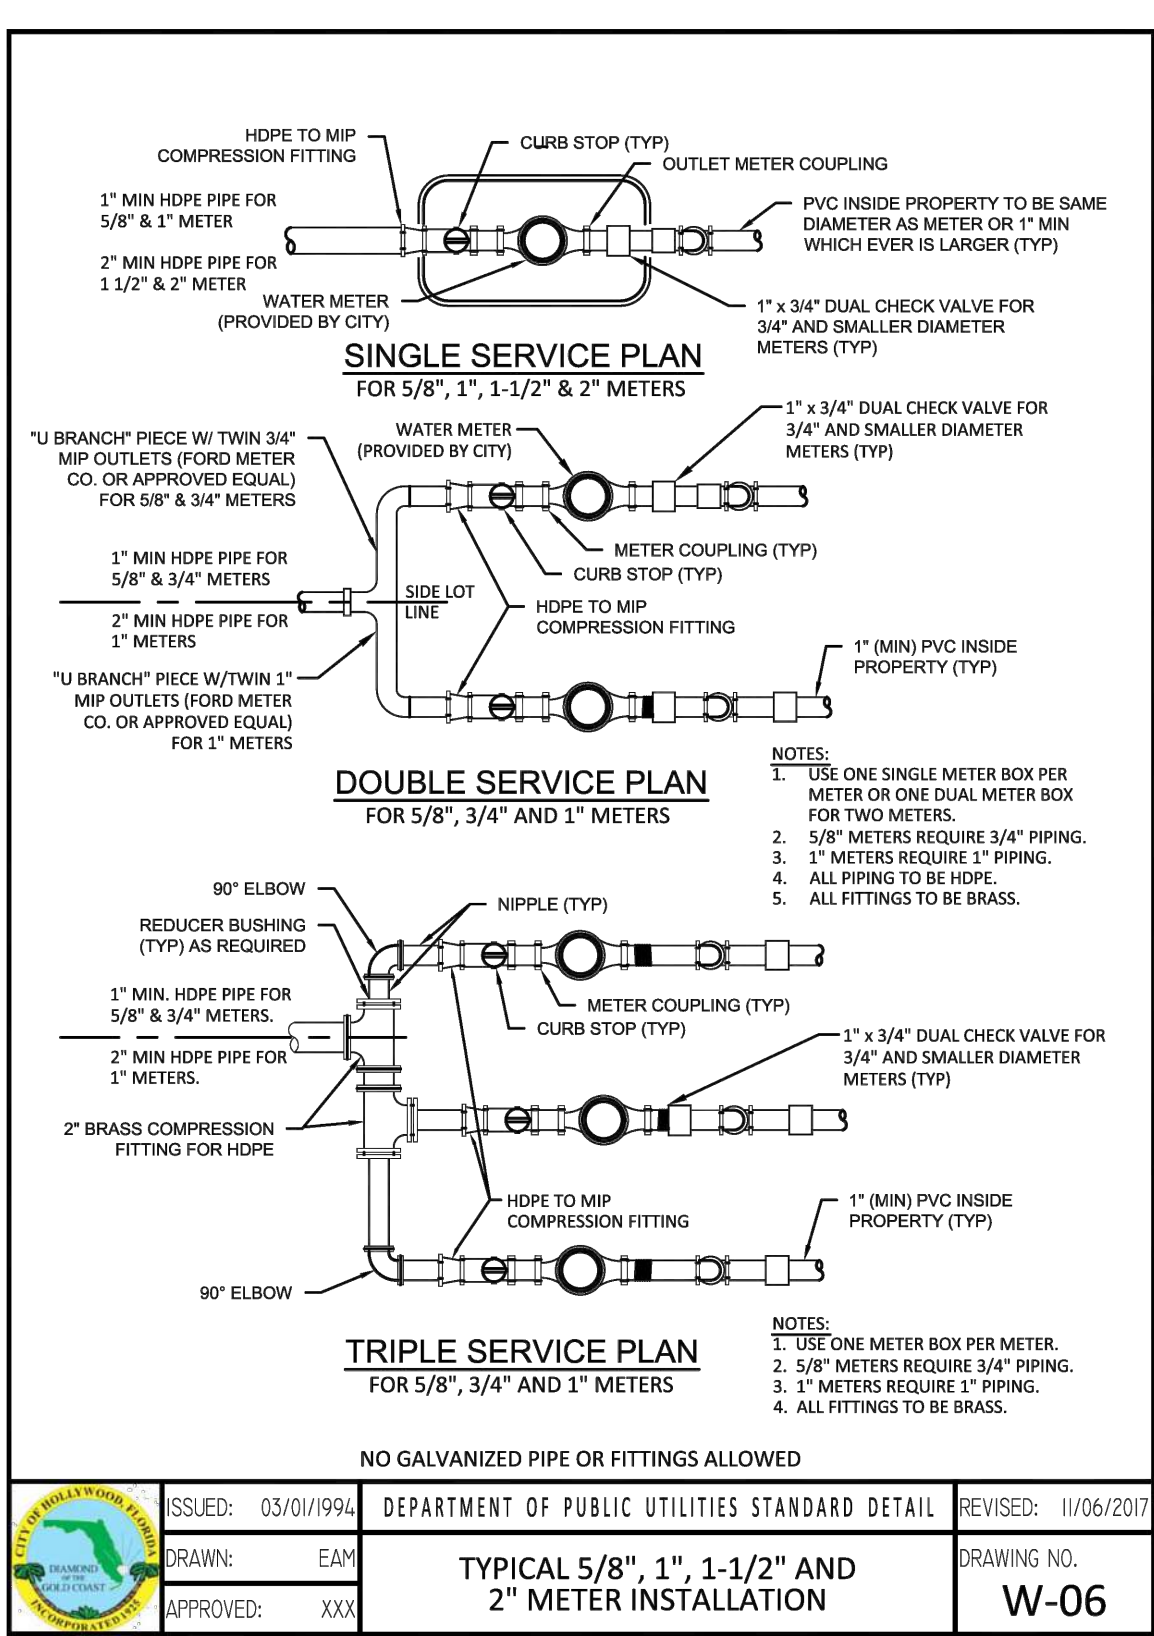 HDPE TO MIP
COMPRESSION FITTING
CURB STOP (TYP)
OUTLET METER COUPLING
1" MIN HDPE PIPE FOR
5/8" & 1" METER
PVC INSIDE PROPERTY TO BE SAME
DIAMETER AS METER OR 1" MIN
WHICH EVER IS LARGER (TYP)
2" MIN HDPE PIPE FOR
1 1/2" & 2" METER
WATER METER
(PROVIDED BY CITY)
1" x 3/4" DUAL CHECK VALVE FOR
3/4" AND SMALLER DIAMETER
METERS (TYP)
SINGLE SERVICE PLAN
FOR 5/8", 1", 1-1/2" & 2" METERS
"U BRANCH" PIECE W/ TWIN 3/4"
MIP OUTLETS (FORD METER
CO. OR APPROVED EQUAL)
FOR 5/8" & 3/4" METERS
WATER METER
(PROVIDED BY CITY)
1" x 3/4" DUAL CHECK VALVE FOR
3/4" AND SMALLER DIAMETER
METERS (TYP)
1" MIN HDPE PIPE FOR
5/8" & 3/4" METERS
METER COUPLING (TYP)
CURB STOP (TYP)
SIDE LOT
LINE
2" MIN HDPE PIPE FOR
1" METERS
HDPE TO MIP
COMPRESSION FITTING
"U BRANCH" PIECE W/TWIN 1"
MIP OUTLETS (FORD METER
CO. OR APPROVED EQUAL)
FOR 1" METERS
1" (MIN) PVC INSIDE
PROPERTY (TYP)
DOUBLE SERVICE PLAN
FOR 5/8", 3/4" AND 1" METERS
NOTES:
1. USE ONE SINGLE METER BOX PER
METER OR ONE DUAL METER BOX
FOR TWO METERS.
2. 5/8" METERS REQUIRE 3/4" PIPING.
3. 1" METERS REQUIRE 1" PIPING.
4. ALL PIPING TO BE HDPE.
5. ALL FITTINGS TO BE BRASS.
90° ELBOW
NIPPLE (TYP)
REDUCER BUSHING
(TYP) AS REQUIRED
1" MIN. HDPE PIPE FOR
5/8" & 3/4" METERS.
METER COUPLING (TYP)
CURB STOP (TYP)
2" MIN HDPE PIPE FOR
1" METERS.
1" x 3/4" DUAL CHECK VALVE FOR
3/4" AND SMALLER DIAMETER
METERS (TYP)
2" BRASS COMPRESSION
FITTING FOR HDPE
HDPE TO MIP
COMPRESSION FITTING
1" (MIN) PVC INSIDE
PROPERTY (TYP)
90° ELBOW
TRIPLE SERVICE PLAN
FOR 5/8", 3/4" AND 1" METERS
NOTES:
1. USE ONE METER BOX PER METER.
2. 5/8" METERS REQUIRE 3/4" PIPING.
3. 1" METERS REQUIRE 1" PIPING.
4. ALL FITTINGS TO BE BRASS.
NO GALVANIZED PIPE OR FITTINGS ALLOWED
CITY OF HOLLYWOOD, FLORIDA
DIAMOND
OF THE
GOLD COAST
INCORPORATED 1925
ISSUED: 03/01/1994
DRAWN: EAM
APPROVED: XXX
DEPARTMENT OF PUBLIC UTILITIES STANDARD DETAIL
TYPICAL 5/8", 1", 1-1/2" AND
2" METER INSTALLATION
REVISED: 11/06/2017
DRAWING NO.
W-06